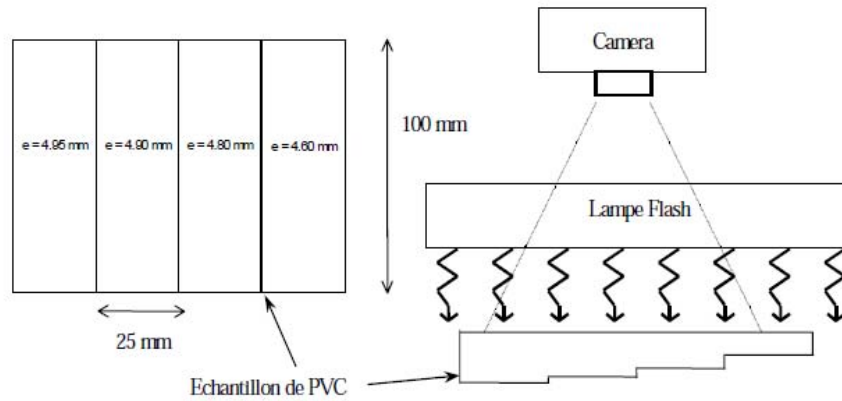 Camera
100 mm
e = 4.95 mm
e = 4.90 mm
e = 4.80 mm
e = 4.60 mm
Lampe Flash
25 mm
Echantillon de PVC